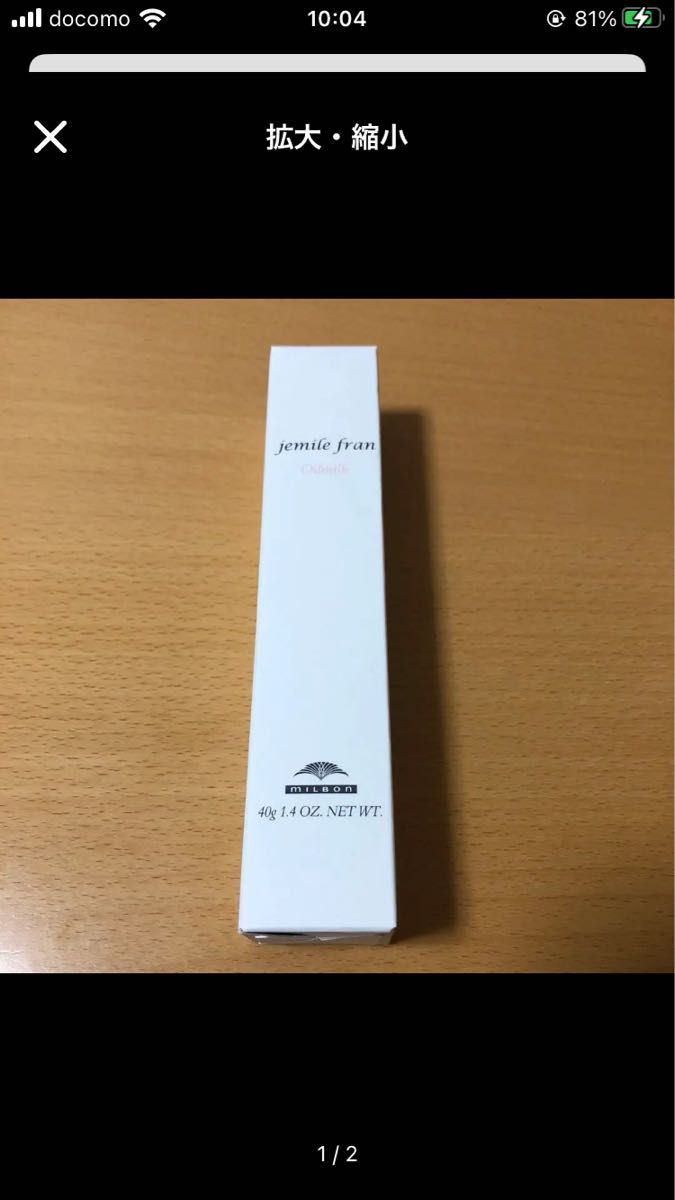 docomo 10:04 81%
拡大・縮小
jemile fran
Oilmilk
MILBON
40g 1.4 OZ. NET WT.
1 / 2